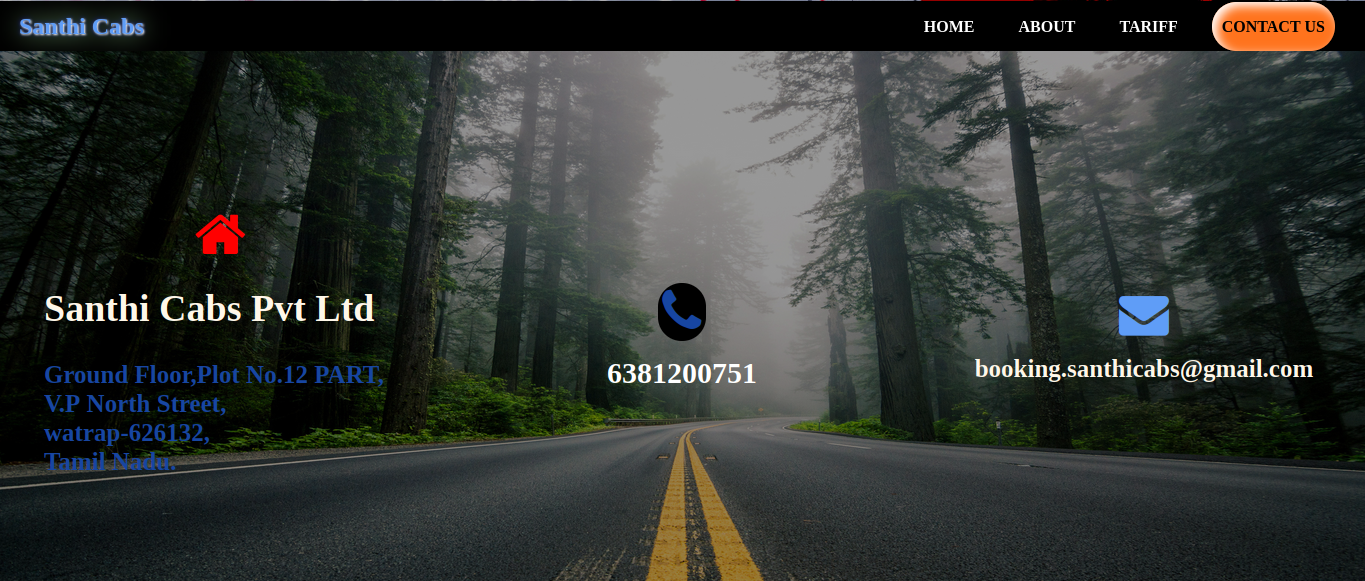 Santhi Cabs
HOME
ABOUT
TARIFF
CONTACT US
Santhi Cabs Pvt Ltd
Ground Floor,Plot No.12 PART,
V.P North Street,
watrap-626132,
Tamil Nadu.
6381200751
booking.santhicabs@gmail.com